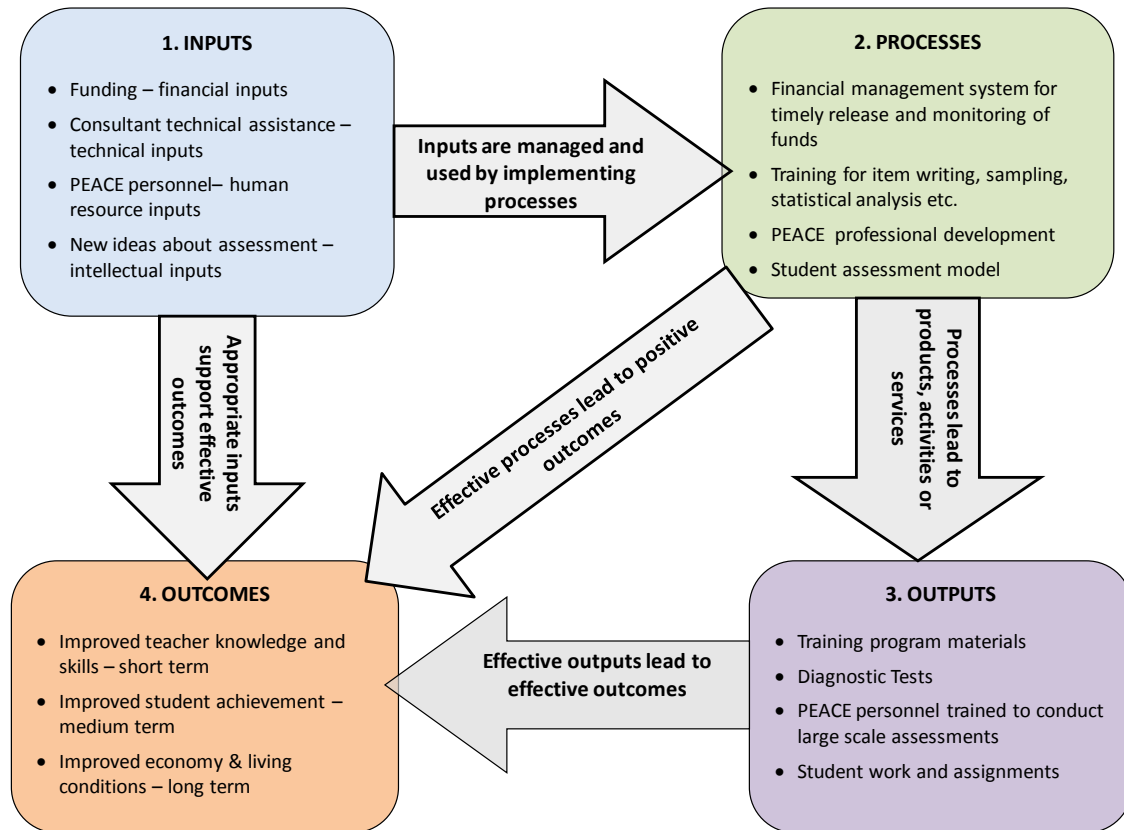 1. INPUTS
• Funding – financial inputs
• Consultant technical assistance –
technical inputs
• PEACE personnel– human
resource inputs
• New ideas about assessment –
intellectual inputs
Inputs are managed and
used by implementing
processes
2. PROCESSES
• Financial management system for
timely release and monitoring of
funds
• Training for item writing, sampling,
statistical analysis etc.
• PEACE professional development
• Student assessment model
Appropriate inputs
support effective
outcomes
Effective processes lead to positive
outcomes
Processes lead to
products, activities or
services
4. OUTCOMES
• Improved teacher knowledge and
skills – short term
• Improved student achievement –
medium term
• Improved economy & living
conditions – long term
Effective outputs lead to
effective outcomes
3. OUTPUTS
• Training program materials
• Diagnostic Tests
• PEACE personnel trained to conduct
large scale assessments
• Student work and assignments